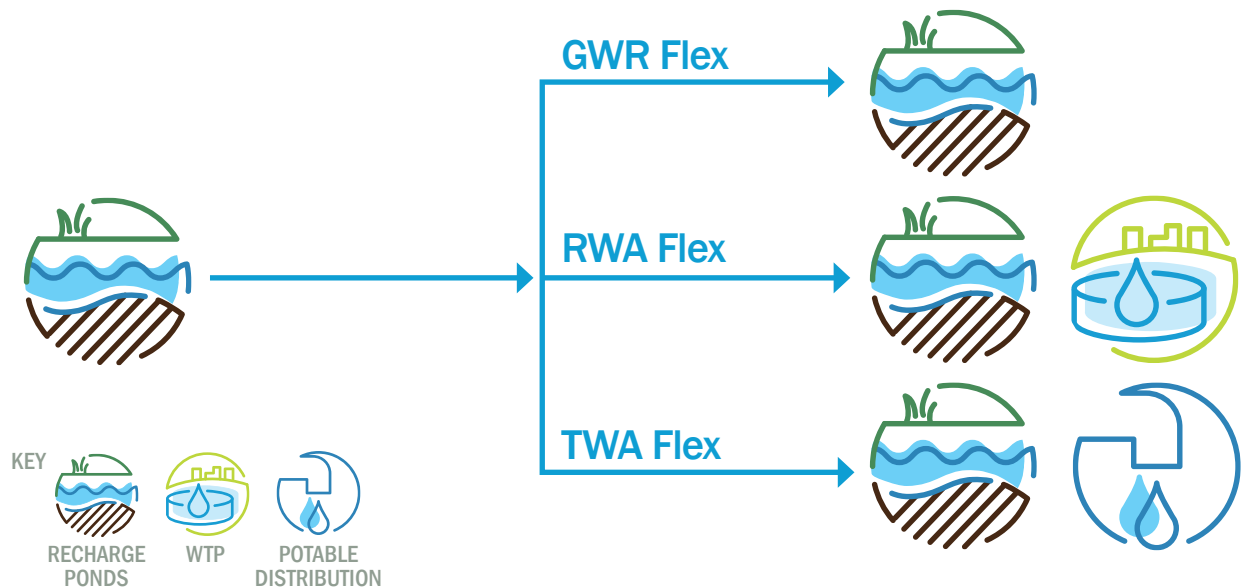 GWR Flex
RWA Flex
TWA Flex
KEY
RECHARGE
PONDS
WTP
POTABLE
DISTRIBUTION